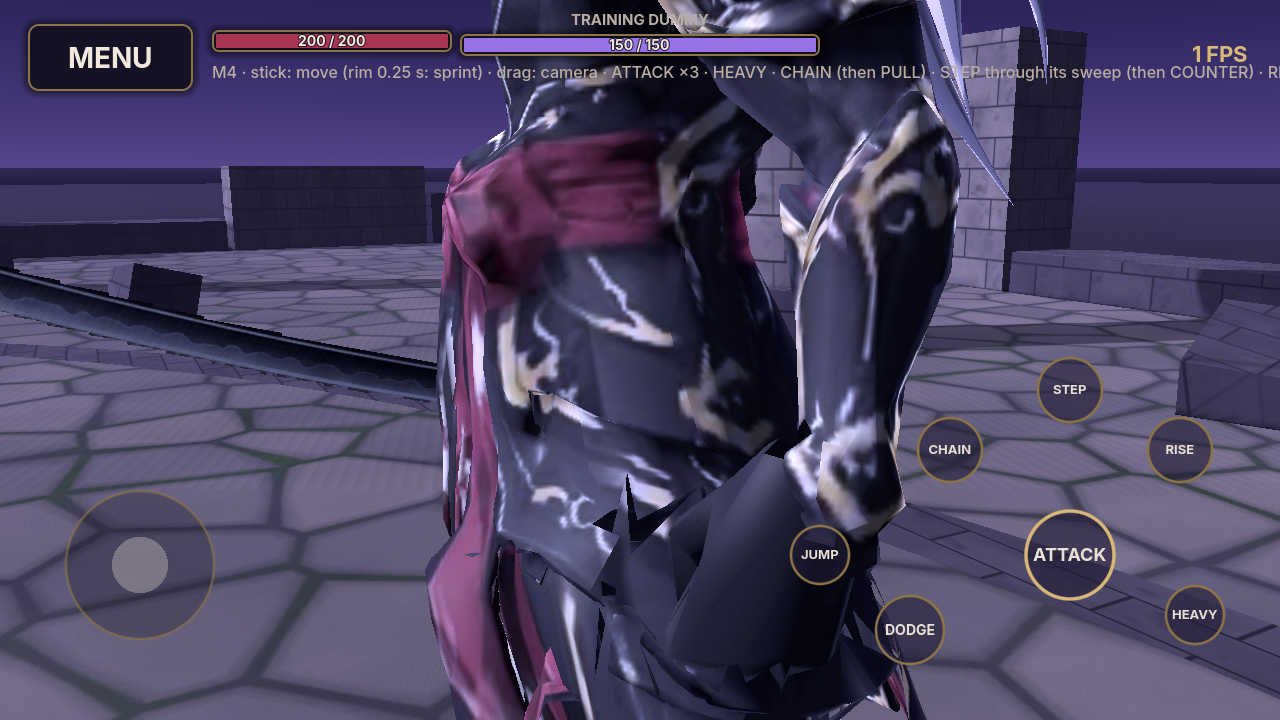 TRAINING DUMMY
MENU
200 / 200
150 / 150
1 FPS
M4 · stick: move (rim 0.25 s: sprint) · drag: camera · ATTACK ×3 · HEAVY · CHAIN (then PULL) · STEP through its sweep (then COUNTER) ·
STEP
CHAIN
RISE
JUMP
ATTACK
HEAVY
DODGE